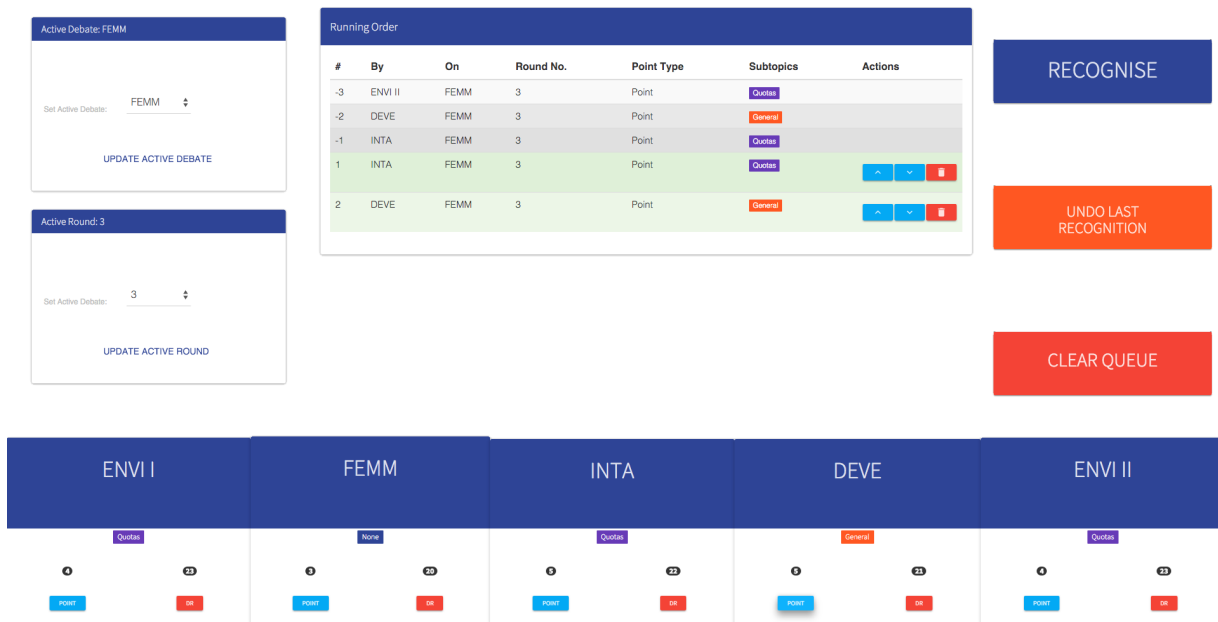 Active Debate: FEMM
Set Active Debate: FEMM
UPDATE ACTIVE DEBATE
Active Round: 3
Set Active Debate: 3
UPDATE ACTIVE ROUND
Running Order
# By On Round No. Point Type Subtopics Actions
-3 ENVI II FEMM 3 Point Quotas
-2 DEVE FEMM 3 Point General
-1 INTA FEMM 3 Point Quotas
1 INTA FEMM 3 Point Quotas
2 DEVE FEMM 3 Point General
RECOGNISE
UNDO LAST
RECOGNITION
CLEAR QUEUE
ENVI I FEMM INTA DEVE ENVI II
Quotas None Quotas General Quotas
4 23 3 20 5 22 5 21 4 23
POINT DR POINT DR POINT DR POINT DR POINT DR